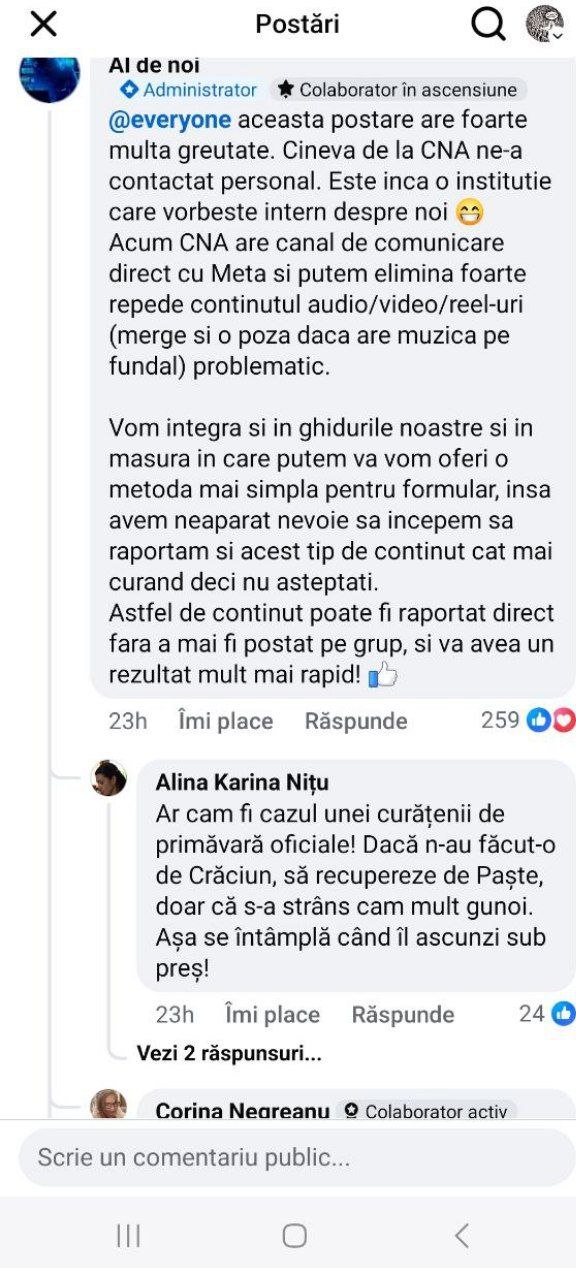 Postări
AI de noi
Administrator Colaborator în ascensiune
@everyone aceasta postare are foarte
multa greutate. Cineva de la CNA ne-a
contactat personal. Este inca o institutie
care vorbeste intern despre noi 😁
Acum CNA are canal de comunicare
direct cu Meta si putem elimina foarte
repede continutul audio/video/reel-uri
(merge si o poza daca are muzica pe
fundal) problematic.
Vom integra si in ghidurile noastre si in
masura in care putem va vom oferi o
metoda mai simpla pentru formular, insa
avem neaparat nevoie sa incepem sa
raportam si acest tip de continut cat mai
curand deci nu asteptati.
Astfel de continut poate fi raportat direct
fara a mai fi postat pe grup, si va avea un
rezultat mult mai rapid! 👍
23h Îmi place Răspunde 259
Alina Karina Nițu
Ar cam fi cazul unei curățenii de
primăvară oficiale! Dacă n-au făcut-o
de Crăciun, să recupereze de Paște,
doar că s-a strâns cam mult gunoi.
Așa se întâmplă când îl ascunzi sub
preș!
23h Îmi place Răspunde 24
Vezi 2 răspunsuri...
Corina Negreanu Colaborator activ
Scrie un comentariu public...